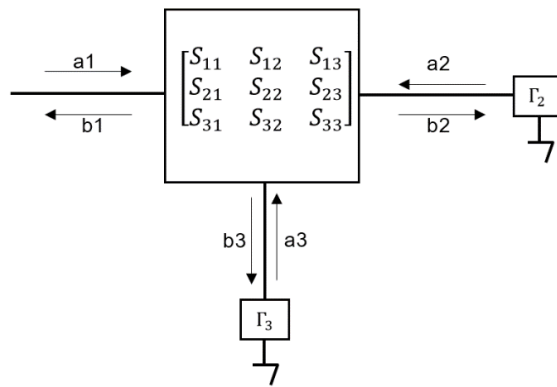 a1
b1
S11 S12 S13
S21 S22 S23
S31 S32 S33
a2
b2
Γ2
b3
a3
Γ3